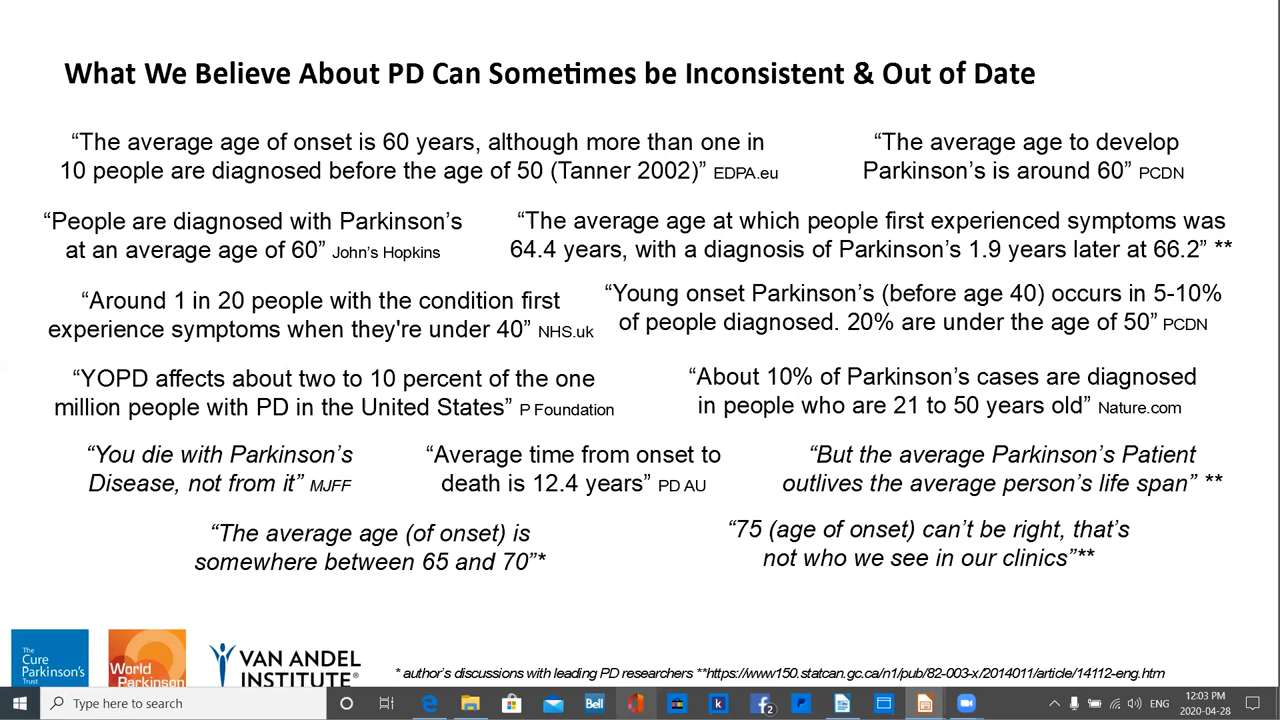 What We Believe About PD Can Sometimes be Inconsistent & Out of Date
“The average age of onset is 60 years, although more than one in
10 people are diagnosed before the age of 50 (Tanner 2002)” EDPA.eu
“The average age to develop
Parkinson’s is around 60” PCDN
“People are diagnosed with Parkinson’s
at an average age of 60” John’s Hopkins
“The average age at which people first experienced symptoms was
64.4 years, with a diagnosis of Parkinson’s 1.9 years later at 66.2” **
“Around 1 in 20 people with the condition first
experience symptoms when they're under 40” NHS.uk
“Young onset Parkinson’s (before age 40) occurs in 5-10%
of people diagnosed. 20% are under the age of 50” PCDN
“YOPD affects about two to 10 percent of the one
million people with PD in the United States” P Foundation
“About 10% of Parkinson’s cases are diagnosed
in people who are 21 to 50 years old” Nature.com
“You die with Parkinson’s
Disease, not from it” MJFF
“Average time from onset to
death is 12.4 years” PD AU
“But the average Parkinson’s Patient
outlives the average person’s life span” **
“The average age (of onset) is
somewhere between 65 and 70”*
“75 (age of onset) can’t be right, that’s
not who we see in our clinics”**
The
Cure
Parkinson's
Trust
World
Parkinson
VAN ANDEL
INSTITUTE®
* author’s discussions with leading PD researchers **https://www150.statcan.gc.ca/n1/pub/82-003-x/2014011/article/14112-eng.htm
Type here to search
Bell
k
2
P
ENG
12:03 PM
2020-04-28